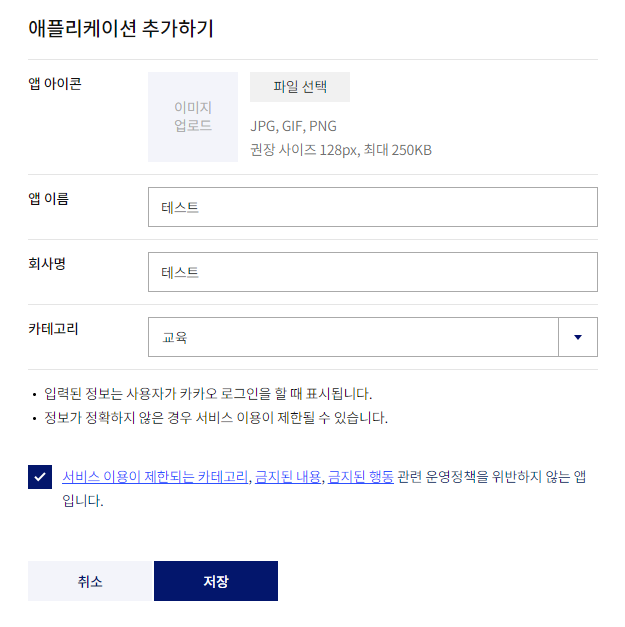 애플리케이션 추가하기
앱 아이콘
이미지
업로드
파일 선택
JPG, GIF, PNG
권장 사이즈 128px, 최대 250KB
앱 이름
테스트
회사명
테스트
카테고리
교육
• 입력된 정보는 사용자가 카카오 로그인을 할 때 표시됩니다.
• 정보가 정확하지 않은 경우 서비스 이용이 제한될 수 있습니다.
서비스 이용이 제한되는 카테고리, 금지된 내용, 금지된 행동 관련 운영정책을 위반하지 않는 앱
입니다.
취소
저장